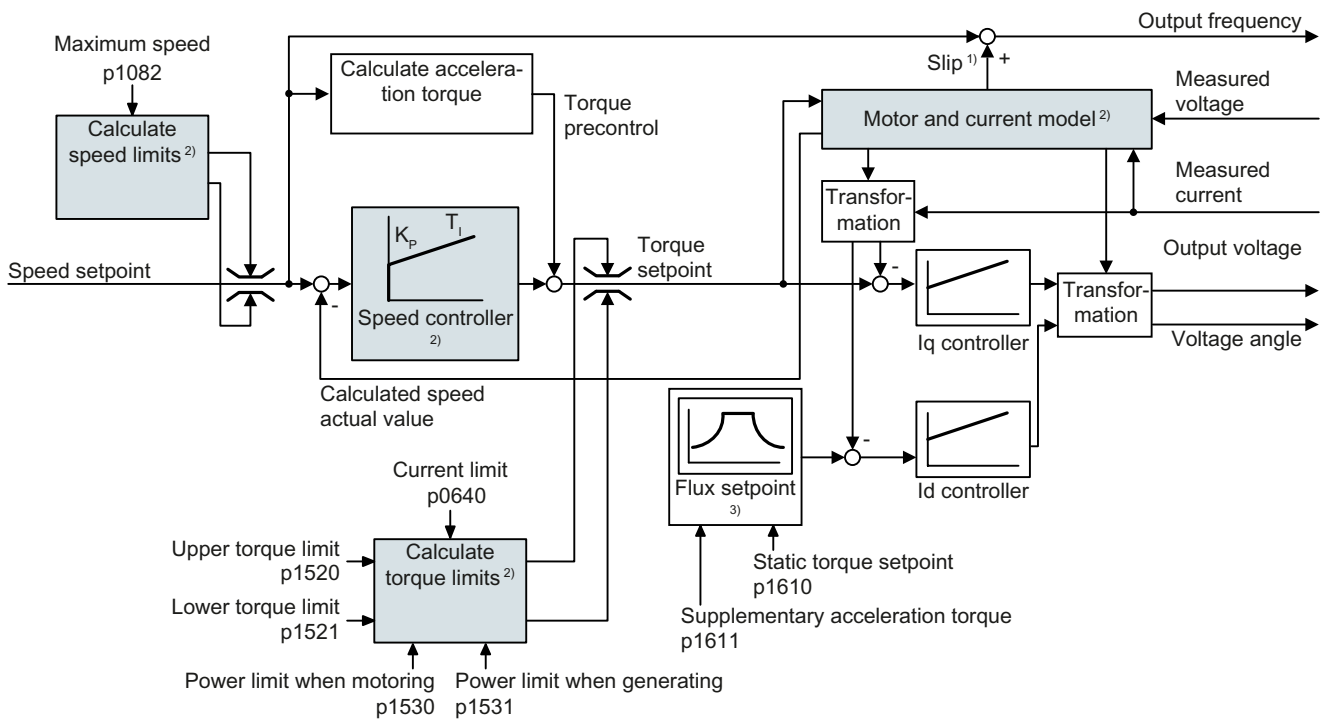 Output frequency
Maximum speed
p1082
Slip 1)
+
Calculate accelera-
tion torque
Measured
voltage
Torque
precontrol
Motor and current model 2)
Calculate
speed limits 2)
Measured
current
Transfor-
mation
Speed setpoint
KP
TI
Torque
setpoint
-
Output voltage
-
Speed controller
2)
Transfor-
mation
Iq controller
Voltage angle
Calculated speed
actual value
-
Current limit
p0640
Flux setpoint
3)
Id controller
Upper torque limit
p1520
Calculate
torque limits 2)
Static torque setpoint
p1610
Lower torque limit
p1521
Supplementary acceleration torque
p1611
Power limit when motoring
p1530
Power limit when generating
p1531